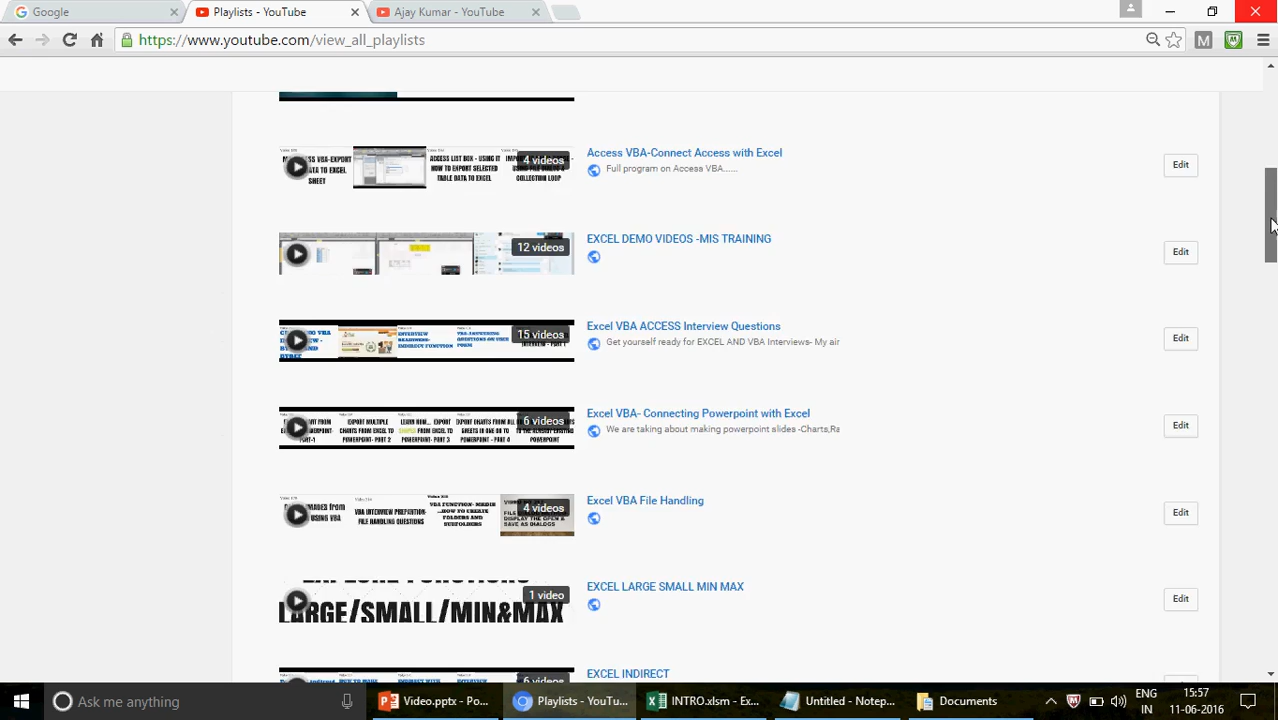 Google
Playlists - YouTube
Ajay Kumar - YouTube
https://www.youtube.com/view_all_playlists
4 videos
Access VBA-Connect Access with Excel
Full program on Access VBA......
Edit
12 videos
EXCEL DEMO VIDEOS -MIS TRAINING
Edit
15 videos
Excel VBA ACCESS Interview Questions
Get yourself ready for EXCEL AND VBA Interviews- My air
Edit
6 videos
Excel VBA- Connecting Powerpoint with Excel
We are taking about making powerpoint slides -Charts,Ra
Edit
4 videos
Excel VBA File Handling
Edit
LARGE/SMALL/MIN&MAX
1 video
EXCEL LARGE SMALL MIN MAX
Edit
6 videos
EXCEL INDIRECT
Ask me anything
Video.pptx - Po...
Playlists - YouTu...
INTRO.xlsm - Ex...
Untitled - Notep...
Documents
ENG
IN
15:57
11-06-2016